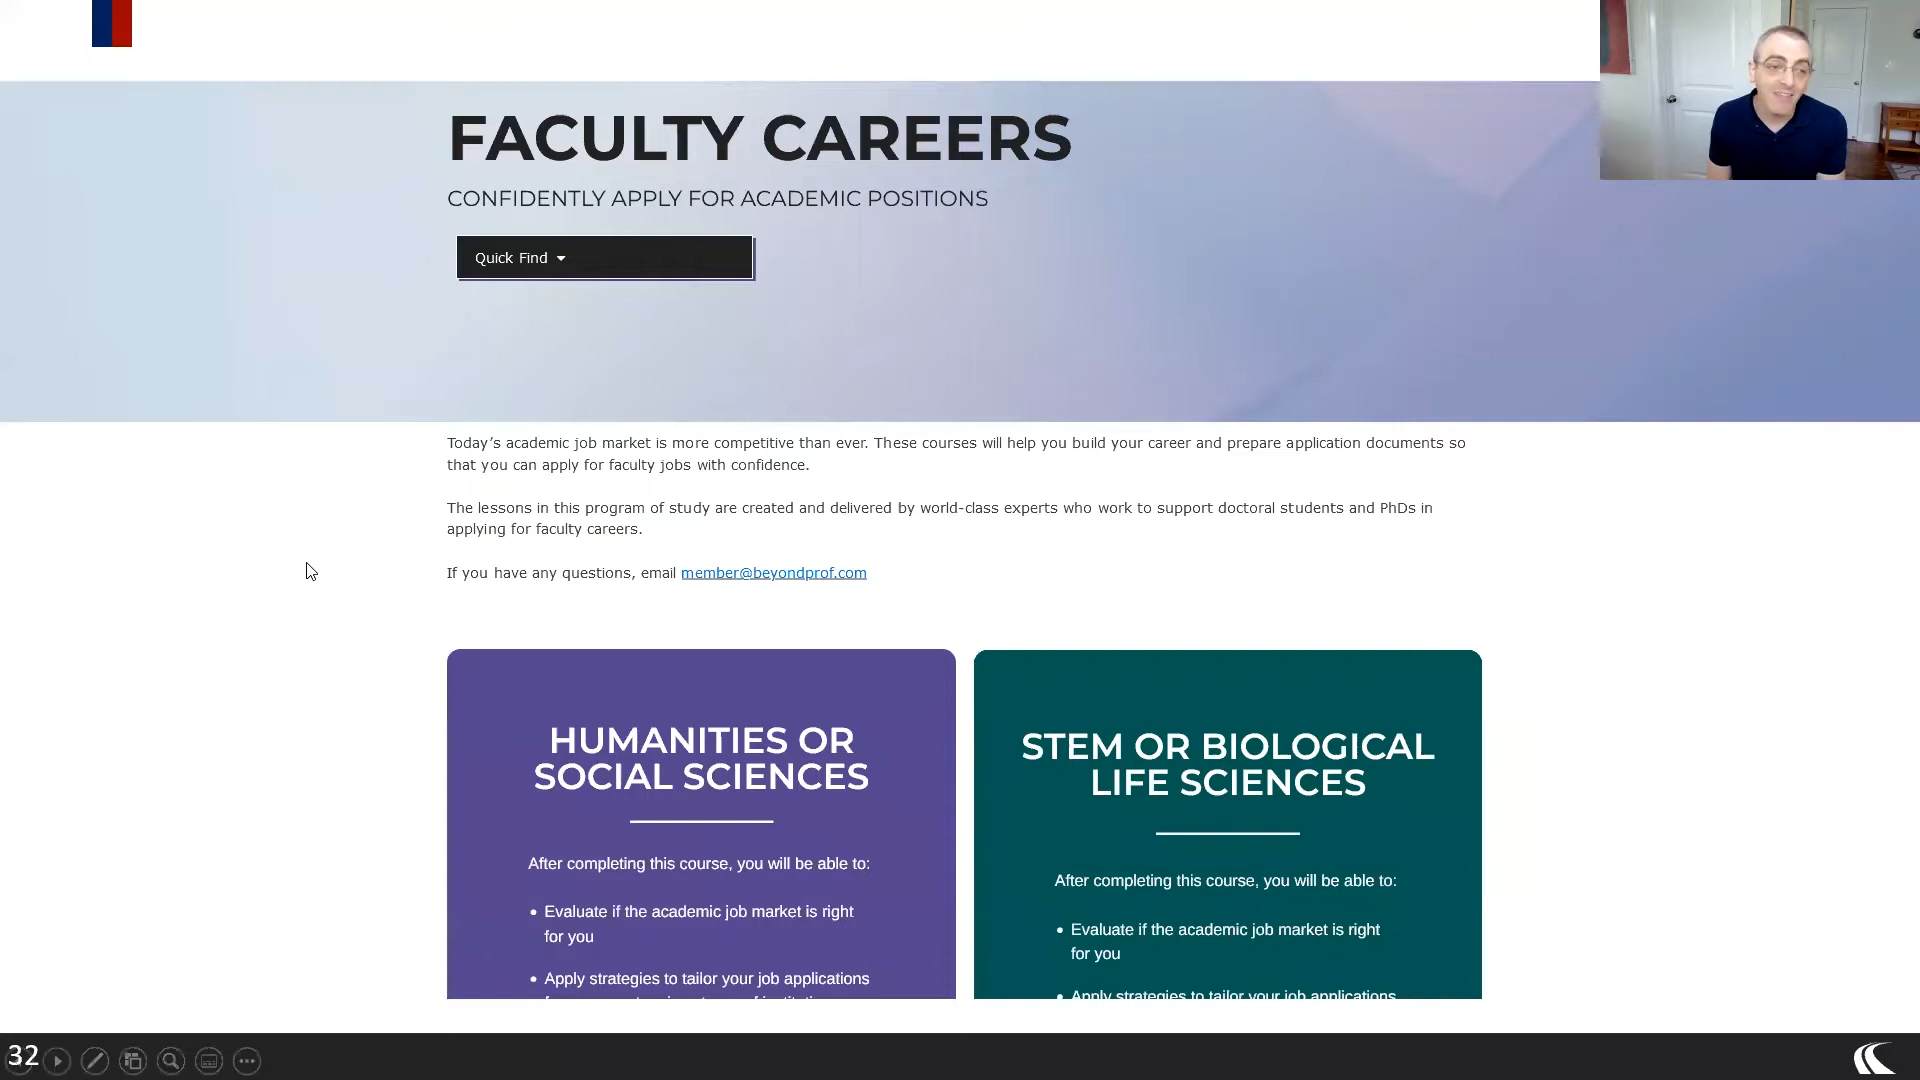 FACULTY CAREERS
CONFIDENTLY APPLY FOR ACADEMIC POSITIONS
Quick Find
Today’s academic job market is more competitive than ever. These courses will help you build your career and prepare application documents so
that you can apply for faculty jobs with confidence.
The lessons in this program of study are created and delivered by world-class experts who work to support doctoral students and PhDs in
applying for faculty careers.
If you have any questions, email member@beyondprof.com
HUMANITIES OR
SOCIAL SCIENCES
After completing this course, you will be able to:
• Evaluate if the academic job market is right
for you
• Apply strategies to tailor your job applications
STEM OR BIOLOGICAL
LIFE SCIENCES
After completing this course, you will be able to:
• Evaluate if the academic job market is right
for you
• Apply strategies to tailor your job applications
32